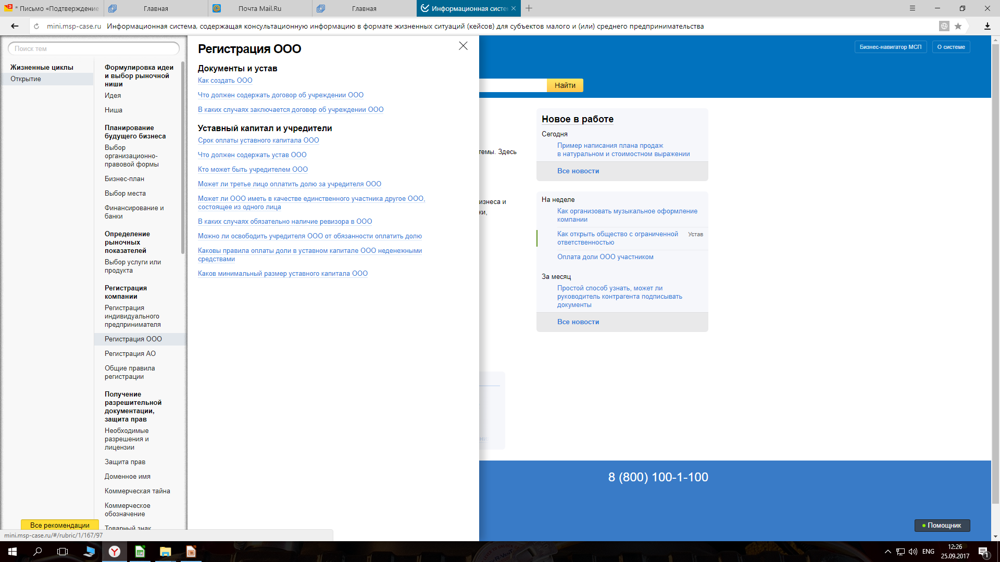 3
* Письмо «Подтверждение
Главная
Почта Mail.Ru
Главная
Информационная систе
mini.msp-case.ru Информационная система, содержащая консультационную информацию в формате жизненных ситуаций (кейсов) для субъектов малого и (или) среднего предпринимательства
Поиск тем
Жизненные циклы
Открытие
Формулировка идеи
и выбор рыночной
ниши
Идея
Ниша
Планирование
будущего бизнеса
Выбор
организационно-
правовой формы
Бизнес-план
Выбор места
Финансирование и
банки
Определение
рыночных
показателей
Выбор услуги или
продукта
Регистрация
компании
Регистрация
индивидуального
предпринимателя
Регистрация ООО
Регистрация АО
Общие правила
регистрации
Получение
разрешительной
документации,
защита прав
Необходимые
разрешения и
лицензии
Защита прав
Доменное имя
Коммерческая тайна
Коммерческое
обозначение
Товарный знак
Все рекомендации
mini.msp-case.ru/#/rubric/1/167/97
Регистрация ООО
Документы и устав
Как создать ООО
Что должен содержать договор об учреждении ООО
В каких случаях заключается договор об учреждении ООО
Уставный капитал и учредители
Срок оплаты уставного капитала ООО
Что должен содержать устав ООО
Кто может быть учредителем ООО
Может ли третье лицо оплатить долю за учредителя ООО
Может ли ООО иметь в качестве единственного участника другое ООО,
состоящее из одного лица
В каких случаях обязательно наличие ревизора в ООО
Можно ли освободить учредителя ООО от обязанности оплатить долю
Каковы правила оплаты доли в уставном капитале ООО неденежными
средствами
Каков минимальный размер уставного капитала ООО
Бизнес-навигатор МСП
О системе
Найти
темы. Здесь
изнеса и
ки,
Новое в работе
Сегодня
Пример написания плана продаж
в натуральном и стоимостном выражении
Все новости
На неделе
Как организовать музыкальное оформление
компании
Как открыть общество с ограниченной Устав
ответственностью
Оплата доли ООО участником
За месяц
Простой способ узнать, может ли
руководитель контрагента подписывать
документы
Все новости
8 (800) 100-1-100
Помощник
ENG
12:26
25.09.2017
1